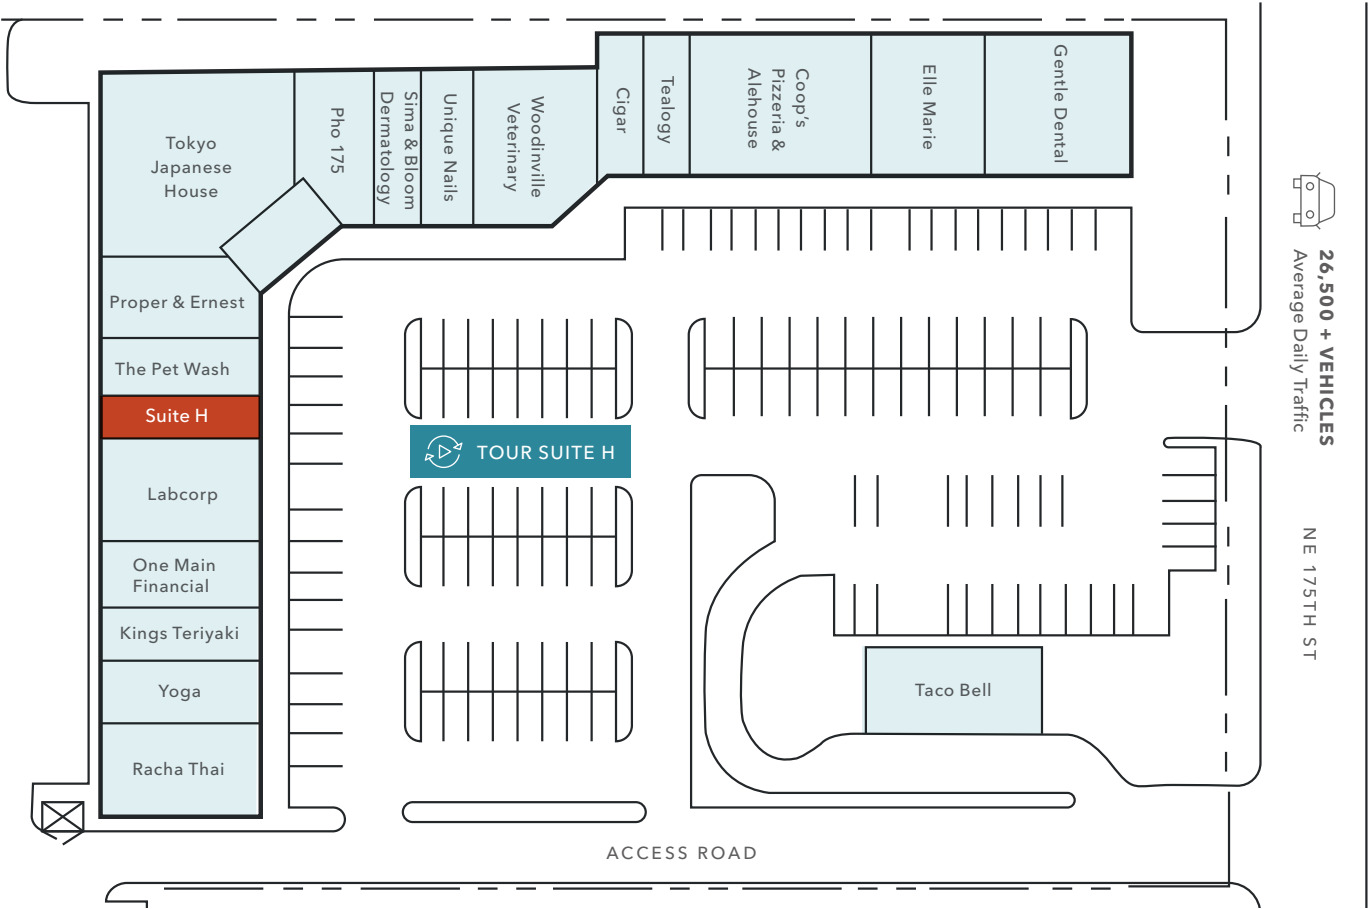 Tokyo
Japanese
House
Pho 175
Sima & Bloom
Dermatology
Unique Nails
Woodinville
Veterinary
Cigar
Tealogy
Coop's
Pizzeria &
Alehouse
Elle Marie
Gentle Dental
Proper & Ernest
The Pet Wash
Suite H
Labcorp
One Main
Financial
Kings Teriyaki
Yoga
Racha Thai
TOUR SUITE H
Taco Bell
ACCESS ROAD
26,500 + VEHICLES
Average Daily Traffic
NE 175TH ST